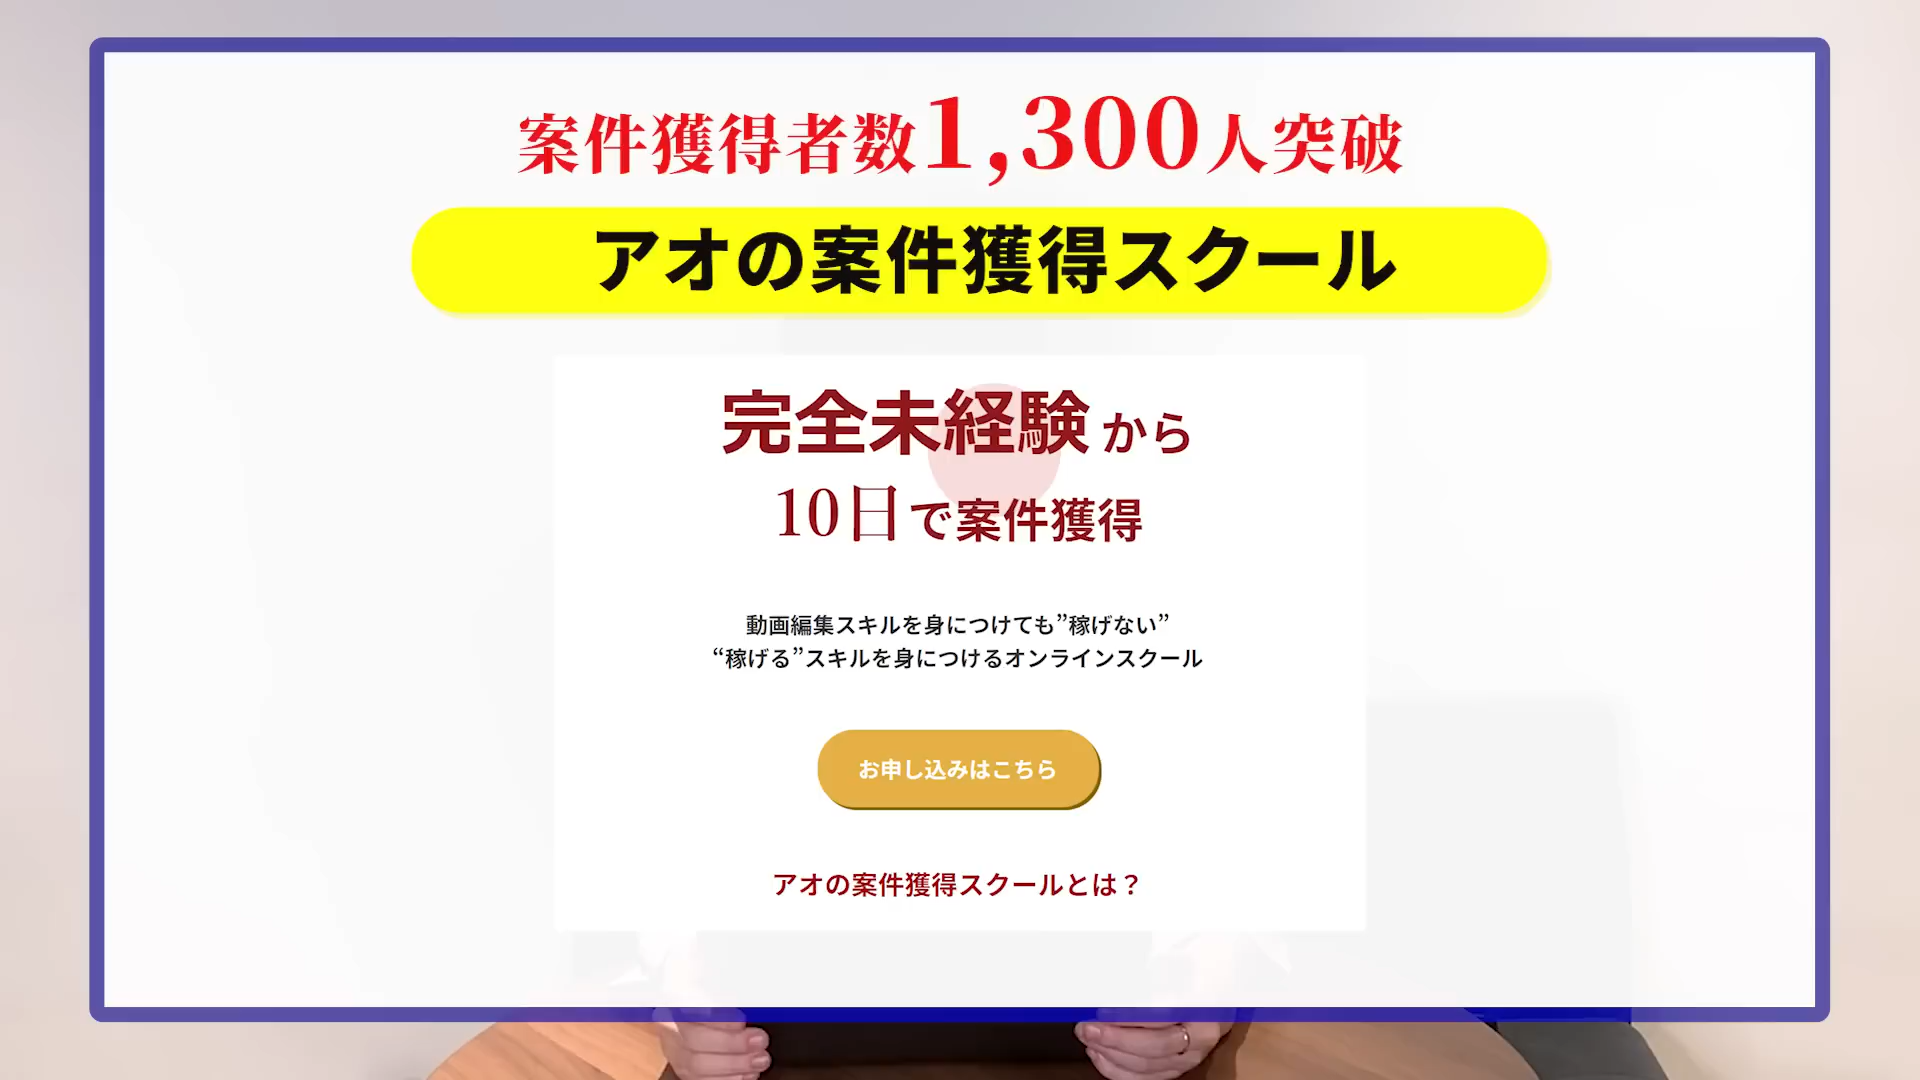 案件獲得者数1,300人突破
アオの案件獲得スクール
完全未経験から
10日で案件獲得
動画編集スキルを身につけても”稼げない”
“稼げる”スキルを身につけるオンラインスクール
お申し込みはこちら
アオの案件獲得スクールとは？